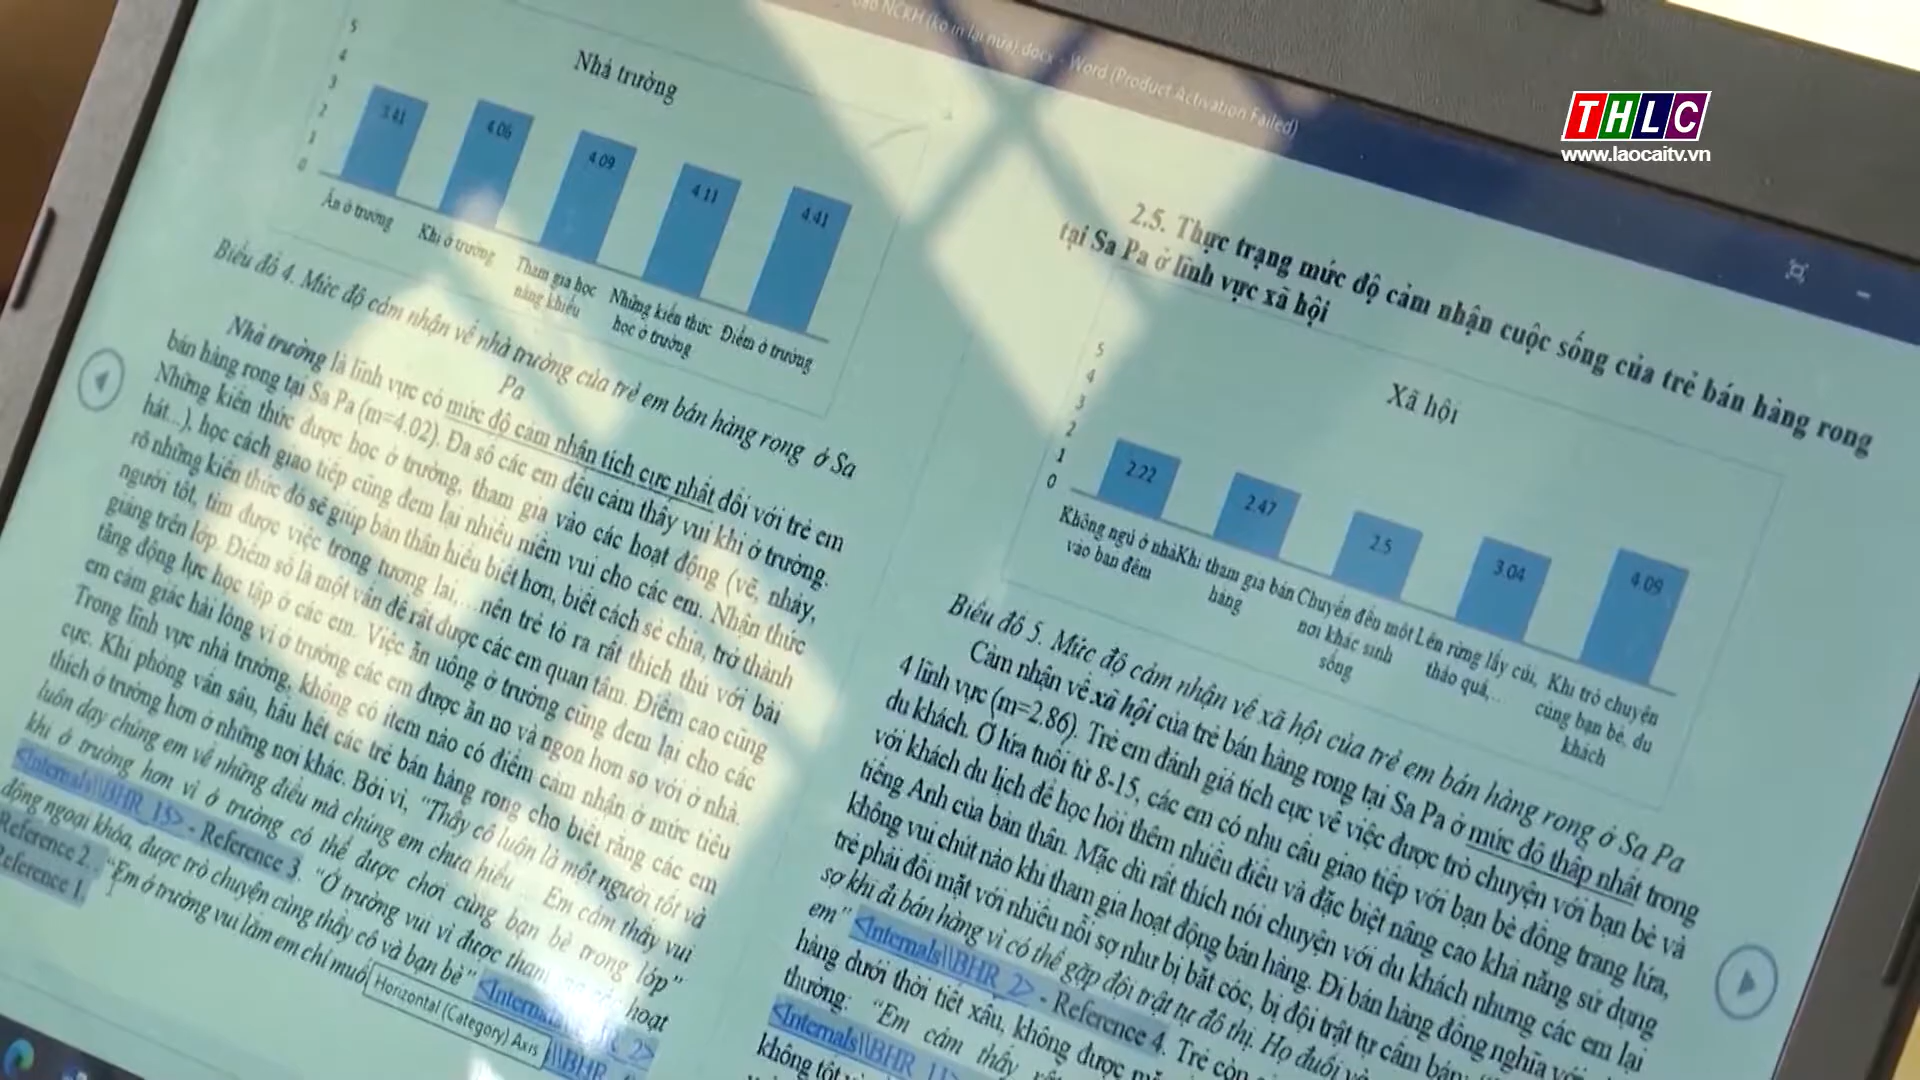 NCKH (ko in lại nữa).docx - Word (Product Activation Failed)
THLC
www.laocaitv.vn
Nhà trường
5
4
3
2
1
0
3.41
4.06
4.09
4.11
4.41
Ăn ở trường
Khi ở trường
Tham gia học
năng khiếu
Những kiến thức
học ở trường
Điểm ở trường
Biểu đồ 4. Mức độ cảm nhận về nhà trường của trẻ em bán hàng rong ở Sa
Pa
Nhà trường là lĩnh vực có mức độ cảm nhận tích cực nhất đối với trẻ em
bán hàng rong tại Sa Pa (m=4.02). Đa số các em đều cảm thấy vui khi ở trường.
Những kiến thức được học ở trường, tham gia vào các hoạt động (vẽ, nhảy,
hát...), học cách giao tiếp cũng đem lại nhiều niềm vui cho các em. Nhận thức
rõ những kiến thức đó sẽ giúp bản thân hiểu biết hơn, biết cách sẻ chia, trở thành
người tốt, tìm được việc trong tương lai,...nên trẻ tỏ ra rất thích thú với bài
giảng trên lớp. Điểm số là một vấn đề rất được các em quan tâm. Điểm cao cũng
tăng động lực học tập ở các em. Việc ăn uống ở trường cũng đem lại cho các
em cảm giác hài lòng vì ở trường các em được ăn no và ngon hơn so với ở nhà.
Trong lĩnh vực nhà trường, không có item nào có điểm cảm nhận ở mức tiêu
cực. Khi phỏng vấn sâu, hầu hết các trẻ bán hàng rong cho biết rằng các em
thích ở trường hơn ở những nơi khác. Bởi vì, “Thầy cô luôn là một người tốt và
luôn dạy chúng em về những điều mà chúng em chưa hiểu ... Em cảm thấy vui
khi ở trường hơn vì ở trường có thể được chơi cùng bạn bè trong lớp”
<Internals\\BHR_15> - Reference 3. “Ở trường vui vì được tham hoạt
động ngoại khóa, được trò chuyện cùng thầy cô và bạn bè”
Reference 2. “Em ở trường vui lắm em chỉ muố
Reference 1.
Horizontal (Category) Axis
2.5. Thực trạng mức độ cảm nhận cuộc sống của trẻ bán hàng rong
tại Sa Pa ở lĩnh vực xã hội
Xã hội
5
4
3
2
1
0
2.22
2.47
2.5
3.04
4.09
Không ngủ ở nhà
vào ban đêm
Khi tham gia bán
hàng
Chuyển đến một
nơi khác sinh
sống
Lên rừng lấy củi,
thảo quả,...
Khi trò chuyện
cùng bạn bè, du
khách
Biểu đồ 5. Mức độ cảm nhận về xã hội của trẻ em bán hàng rong ở Sa Pa
Cảm nhận về xã hội của trẻ bán hàng rong tại Sa Pa ở mức độ thấp nhất trong
4 lĩnh vực (m=2.86). Trẻ em đánh giá tích cực về việc được trò chuyện với bạn bè và
du khách. Ở lứa tuổi từ 8-15, các em có nhu cầu giao tiếp với bạn bè đồng trang lứa,
với khách du lịch để học hỏi thêm nhiều điều và đặc biệt nâng cao khả năng sử dụng
tiếng Anh của bản thân. Mặc dù rất thích nói chuyện với du khách nhưng các em lại
không vui chút nào khi tham gia hoạt động bán hàng. Đi bán hàng đồng nghĩa với
trẻ phải đối mặt với nhiều nỗi sợ như bị bắt cóc, bị đội trật tự cấm bán:
sợ khi đi bán hàng vì có thể gặp đội trật tự đô thị. Họ đuổi
em” <Internals\\BHR_2> - Reference 4. Trẻ còn
hàng dưới thời tiết xấu, không được
thường: “Em cảm thấy
<Internals\\BHR_11>
không tốt